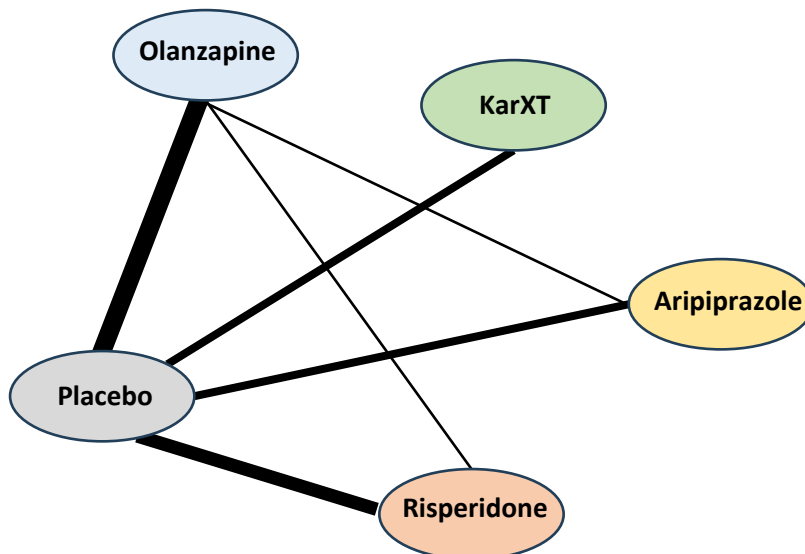 Olanzapine
KarXT
Aripiprazole
Placebo
Risperidone